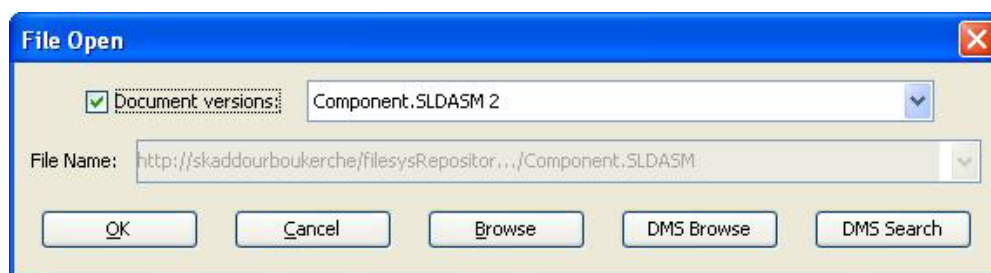 File Open
Document versions: Component.SLDASM 2
File Name: http://skaddourboukerche/filesysRepositor.../Component.SLDASM
OK Cancel Browse DMS Browse DMS Search